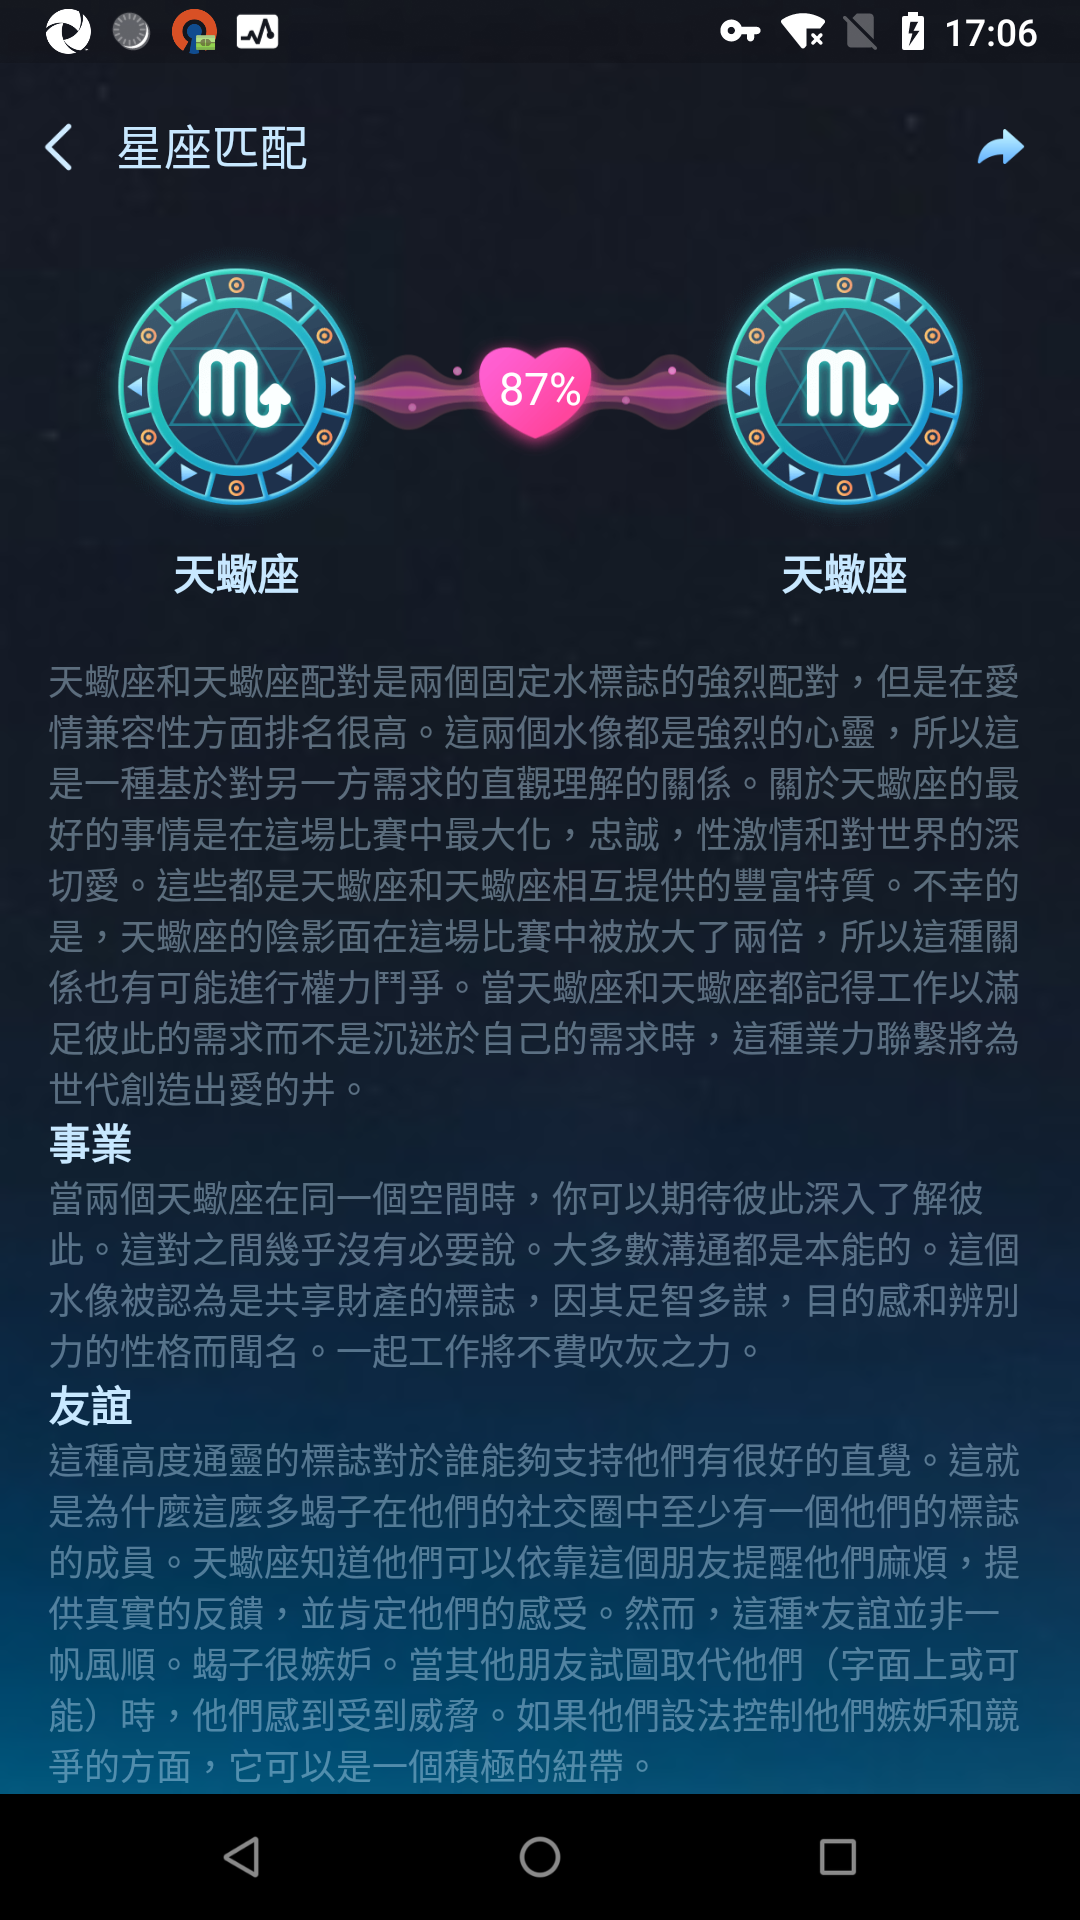 17:06
星座匹配
87%
天蠍座
天蠍座
天蠍座和天蠍座配對是兩個固定水標誌的強烈配對，但是在愛
情兼容性方面排名很高。這兩個水像都是強烈的心靈，所以這
是一種基於對另一方需求的直觀理解的關係。關於天蠍座的最
好的事情是在這場比賽中最大化，忠誠，性激情和對世界的深
切愛。這些都是天蠍座和天蠍座相互提供的豐富特質。不幸的
是，天蠍座的陰影面在這場比賽中被放大了兩倍，所以這種關
係也有可能進行權力鬥爭。當天蠍座和天蠍座都記得工作以滿
足彼此的需求而不是沉迷於自己的需求時，這種業力聯繫將為
世代創造出愛的井。
事業
當兩個天蠍座在同一個空間時，你可以期待彼此深入了解彼
此。這對之間幾乎沒有必要說。大多數溝通都是本能的。這個
水像被認為是共享財產的標誌，因其足智多謀，目的感和辨別
力的性格而聞名。一起工作將不費吹灰之力。
友誼
這種高度通靈的標誌對於誰能夠支持他們有很好的直覺。這就
是為什麼這麼多蝎子在他們的社交圈中至少有一個他們的標誌
的成員。天蠍座知道他們可以依靠這個朋友提醒他們麻煩，提
供真實的反饋，並肯定他們的感受。然而，這種*友誼並非一
帆風順。蝎子很嫉妒。當其他朋友試圖取代他們（字面上或可
能）時，他們感到受到威脅。如果他們設法控制他們嫉妒和競
爭的方面，它可以是一個積極的紐帶。